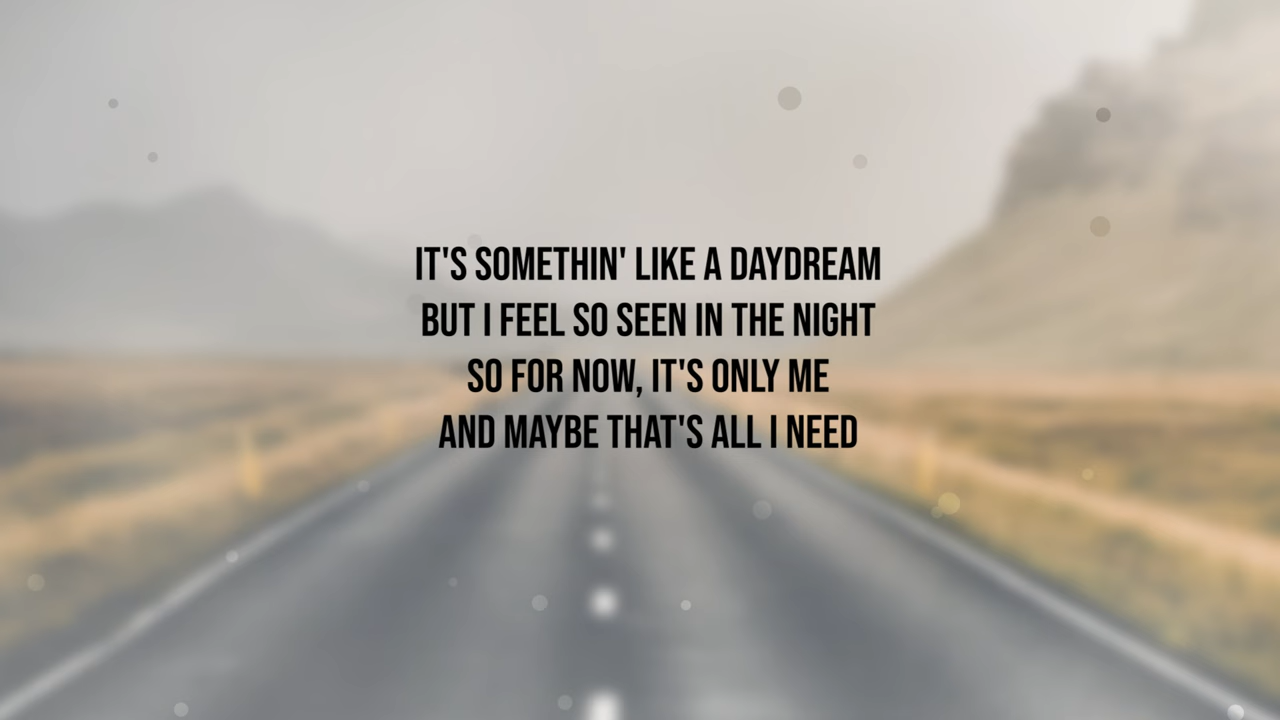 IT'S SOMETHIN' LIKE A DAYDREAM
BUT I FEEL SO SEEN IN THE NIGHT
SO FOR NOW, IT'S ONLY ME
AND MAYBE THAT'S ALL I NEED